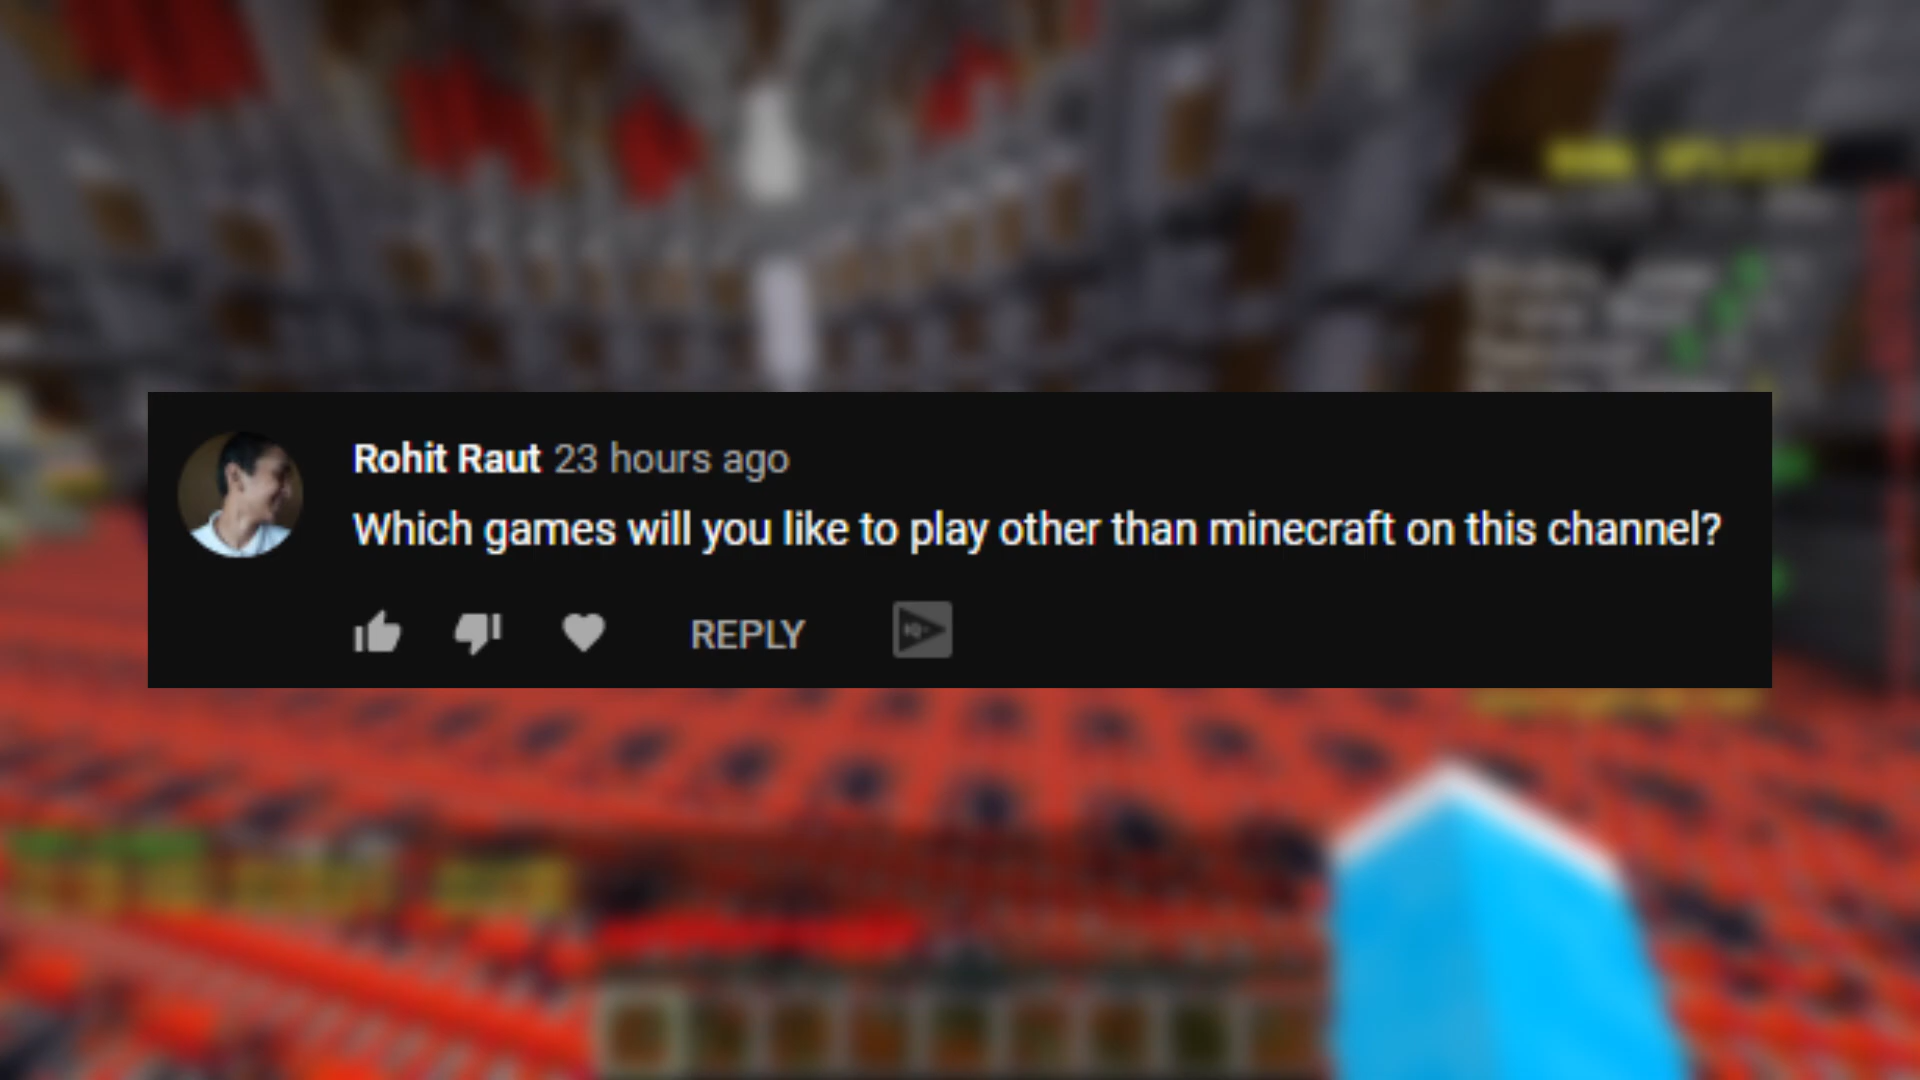 Rohit Raut 23 hours ago
Which games will you like to play other than minecraft on this channel?
REPLY